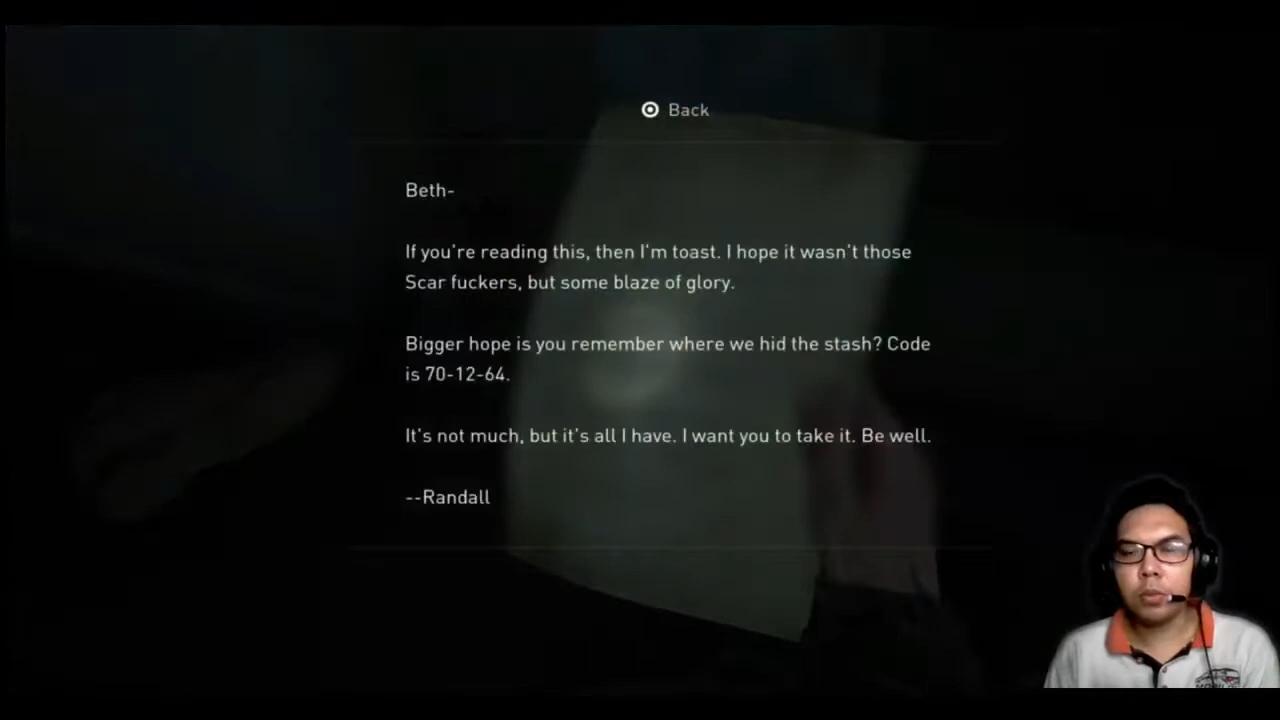 Back
Beth-
If you're reading this, then I'm toast. I hope it wasn't those
Scar fuckers, but some blaze of glory.
Bigger hope is you remember where we hid the stash? Code
is 70-12-64.
It's not much, but it's all I have. I want you to take it. Be well.
--Randall